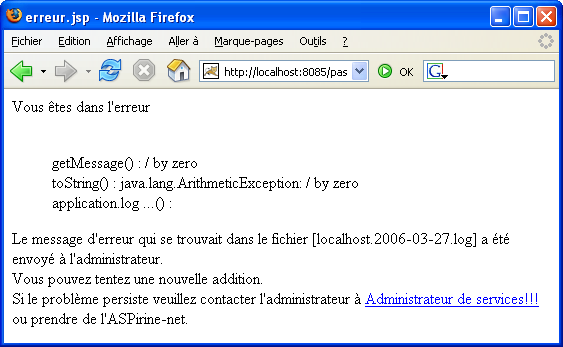 erreur.jsp - Mozilla Firefox
Fichier Edition Affichage Aller à Marque-pages Outils ?
http://localhost:8085/pas OK G
Vous êtes dans l'erreur
getMessage() : / by zero
toString() : java.lang.ArithmeticException: / by zero
application.log ...() :
Le message d'erreur qui se trouvait dans le fichier [localhost.2006-03-27.log] a été
envoyé à l'administrateur.
Vous pouvez tentez une nouvelle addition.
Si le problème persiste veuillez contacter l'administrateur à Administrateur de services!!!
ou prendre de l'ASPirine-net.